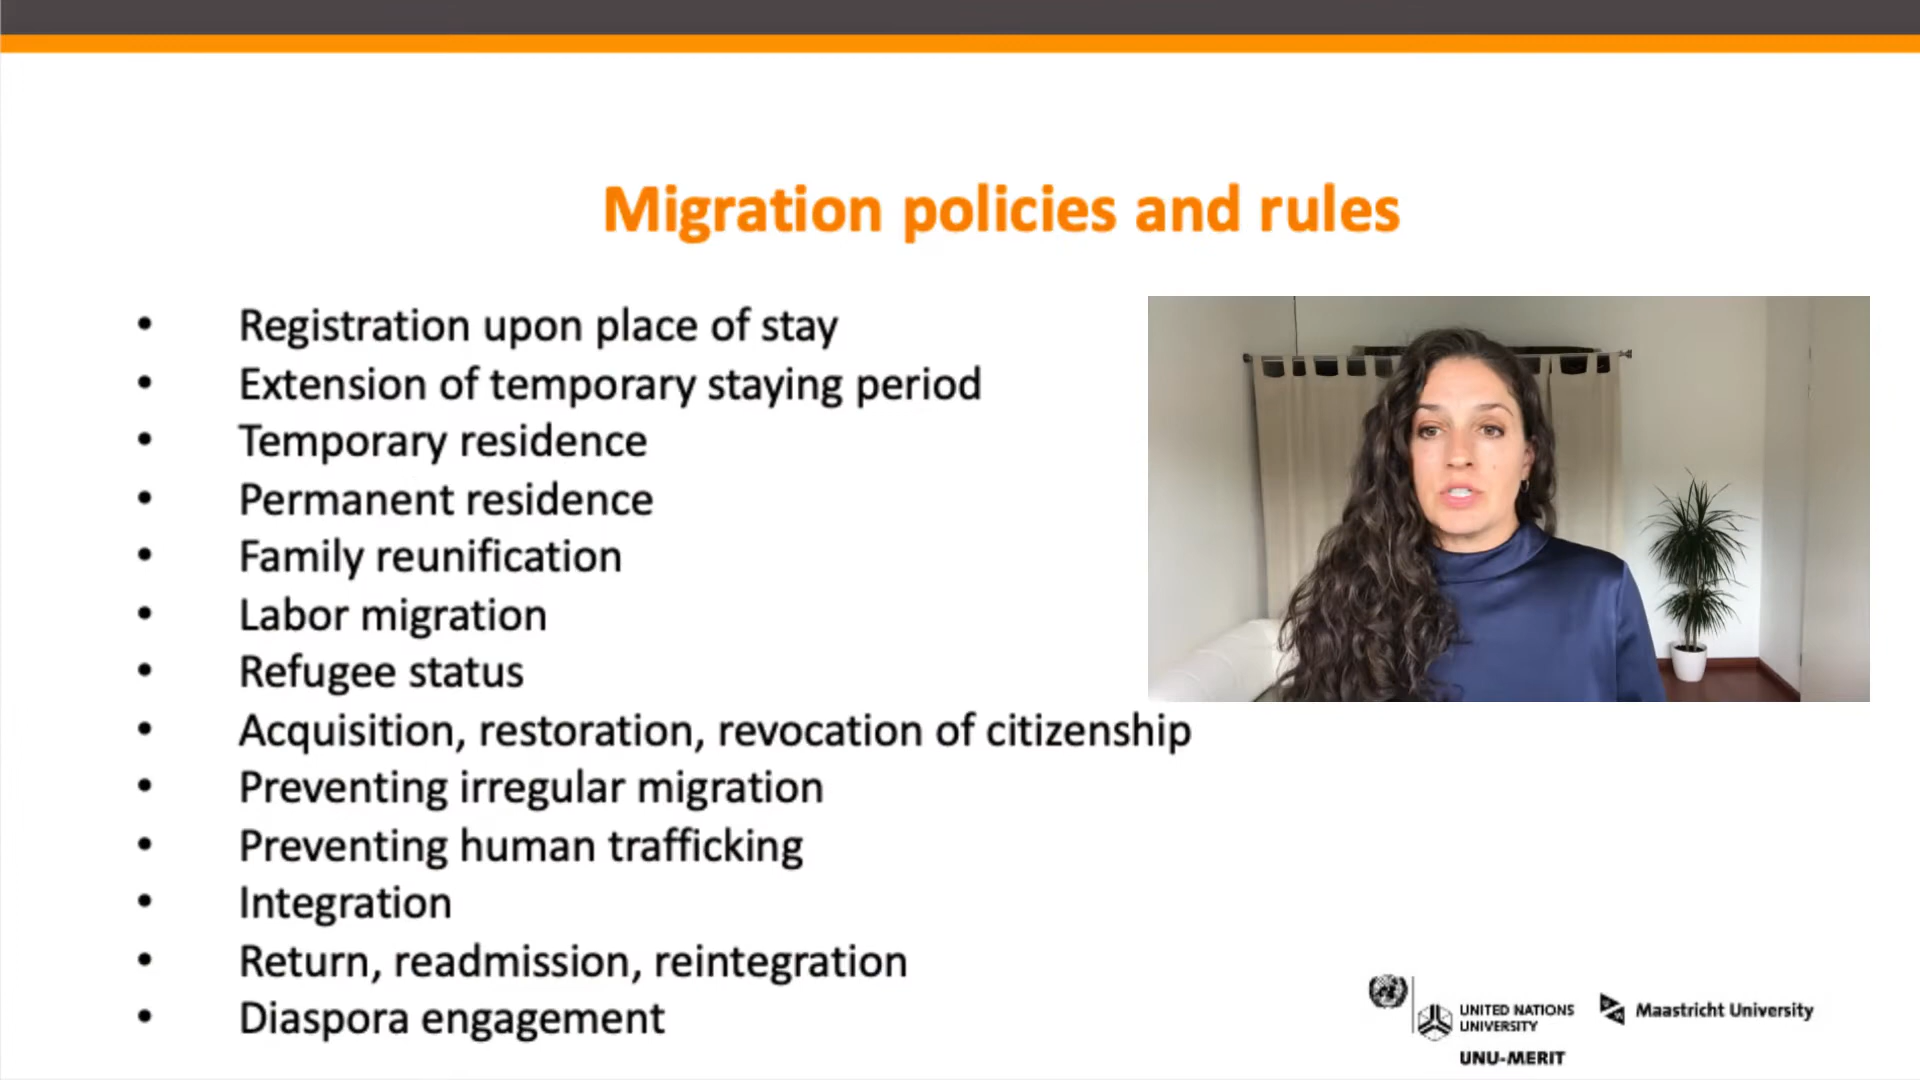 Migration policies and rules
• Registration upon place of stay
• Extension of temporary staying period
• Temporary residence
• Permanent residence
• Family reunification
• Labor migration
• Refugee status
• Acquisition, restoration, revocation of citizenship
• Preventing irregular migration
• Preventing human trafficking
• Integration
• Return, readmission, reintegration
• Diaspora engagement
UNITED NATIONS
UNIVERSITY
UNU-MERIT
Maastricht University